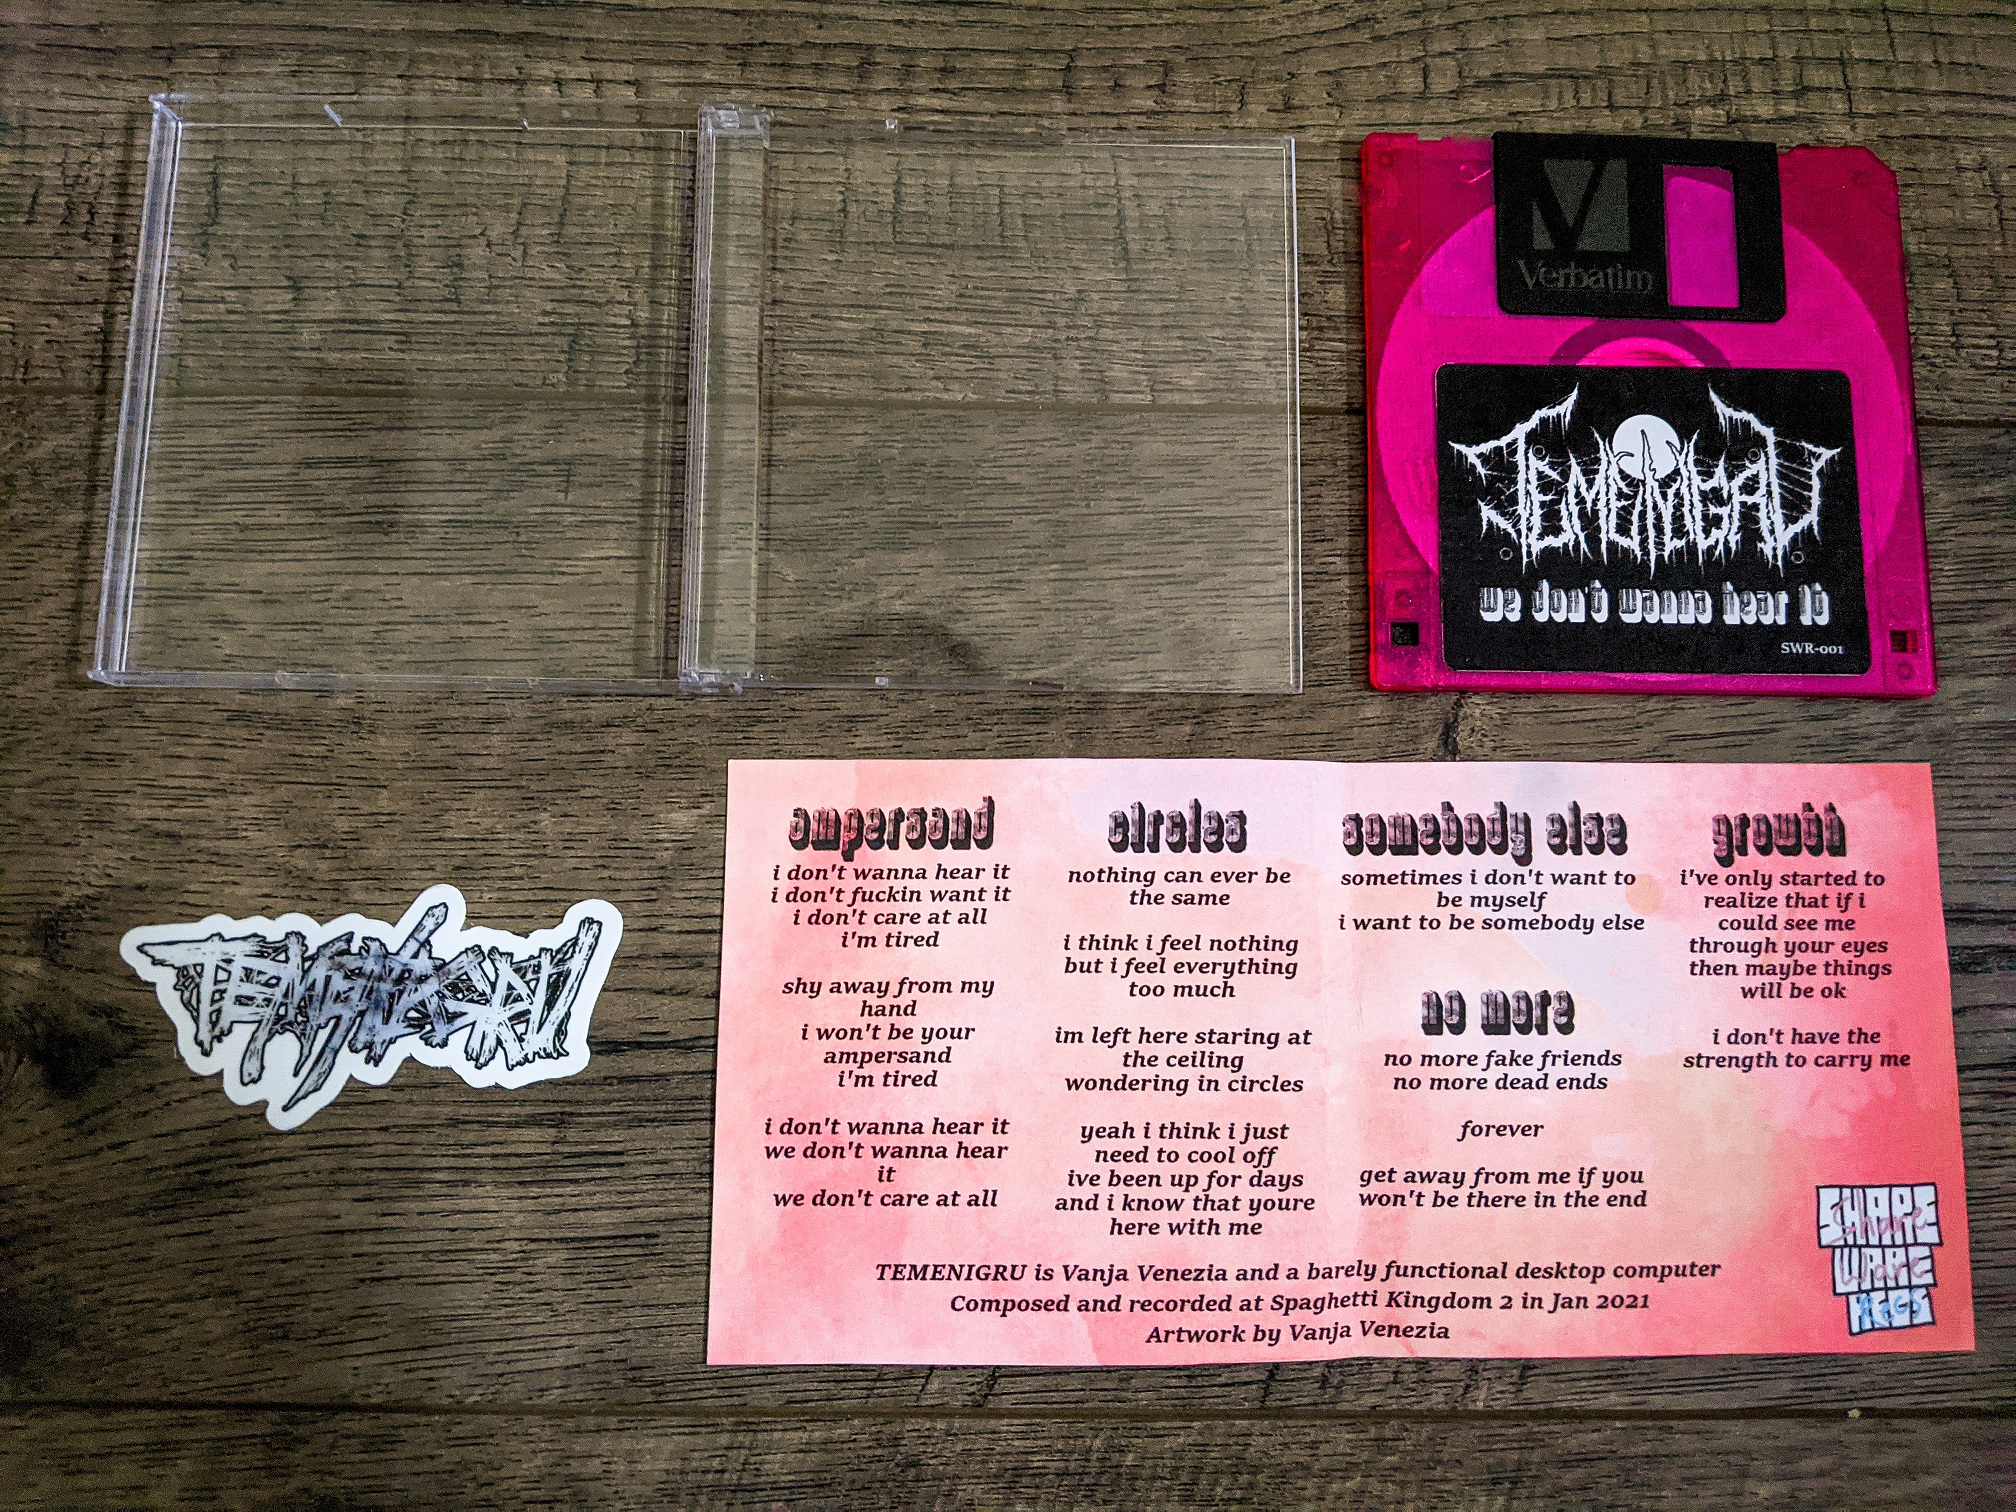 Verbatim
TEMENIGRU
we don't wanna hear it
SWR-001
TEMENIGRU
ampersand
i don't wanna hear it
i don't fuckin want it
i don't care at all
i'm tired
shy away from my
hand
i won't be your
ampersand
i'm tired
i don't wanna hear it
we don't wanna hear
it
we don't care at all
circles
nothing can ever be
the same
i think i feel nothing
but i feel everything
too much
im left here staring at
the ceiling
wondering in circles
yeah i think i just
need to cool off
ive been up for days
and i know that youre
here with me
somebody else
sometimes i don't want to
be myself
i want to be somebody else
no more
no more fake friends
no more dead ends
forever
get away from me if you
won't be there in the end
growth
i've only started to
realize that if i
could see me
through your eyes
then maybe things
will be ok
i don't have the
strength to carry me
TEMENIGRU is Vanja Venezia and a barely functional desktop computer
Composed and recorded at Spaghetti Kingdom 2 in Jan 2021
Artwork by Vanja Venezia
SHARE
WARE
RECS